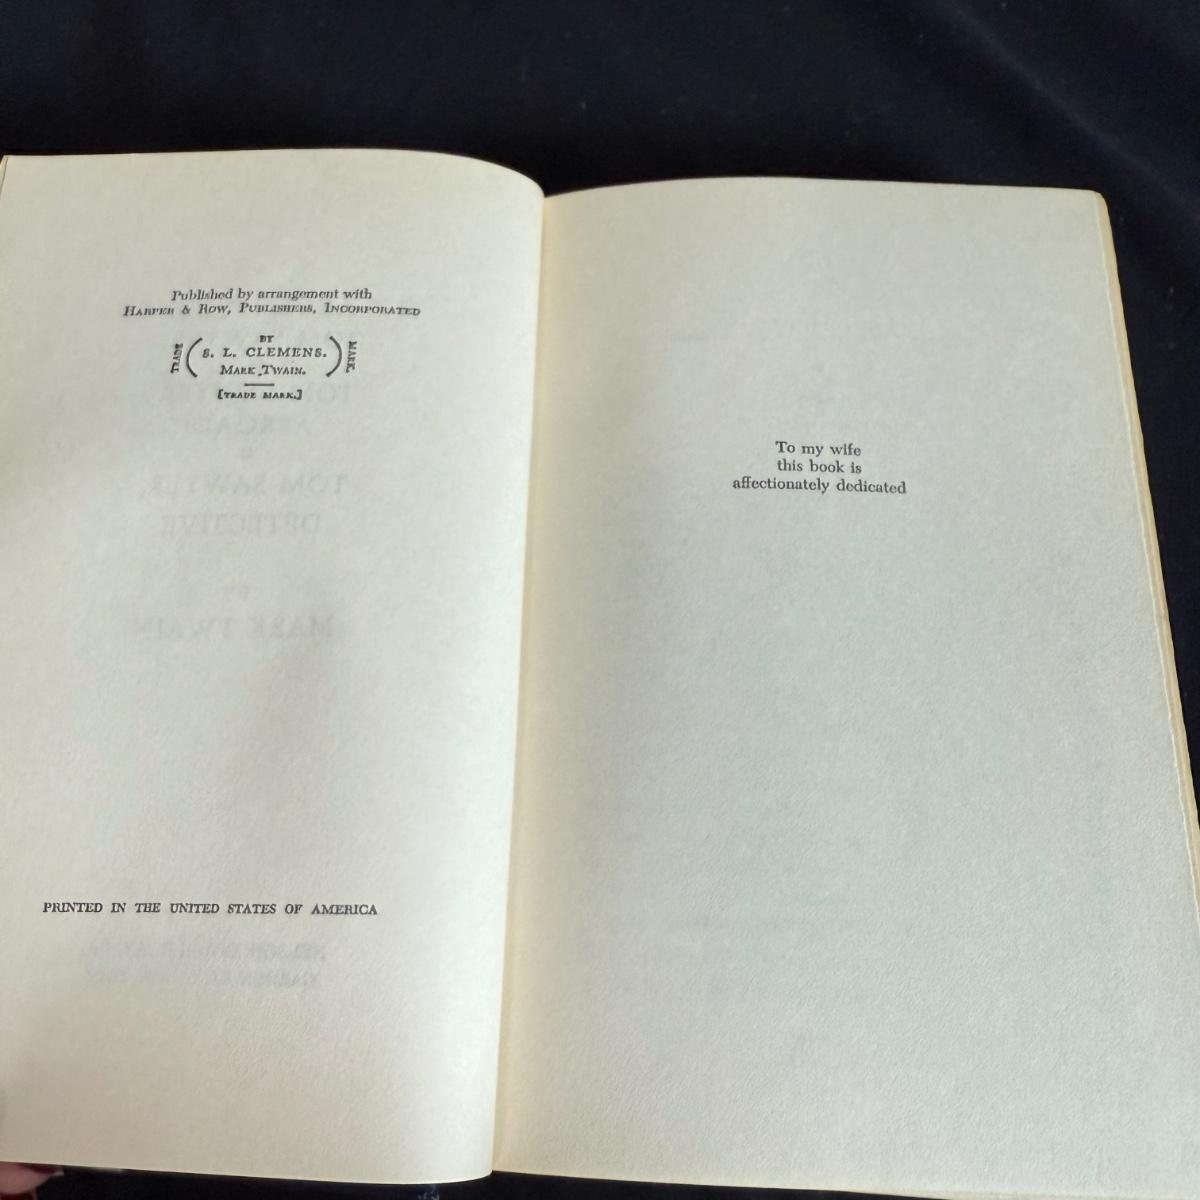 Published by arrangement with
HARPER & ROW, PUBLISHERS, INCORPORATED
TRADE
BY
S. L. CLEMENS.
MARK TWAIN.
MARK.
[TRADE MARK.]
PRINTED IN THE UNITED STATES OF AMERICA
To my wife
this book is
affectionately dedicated